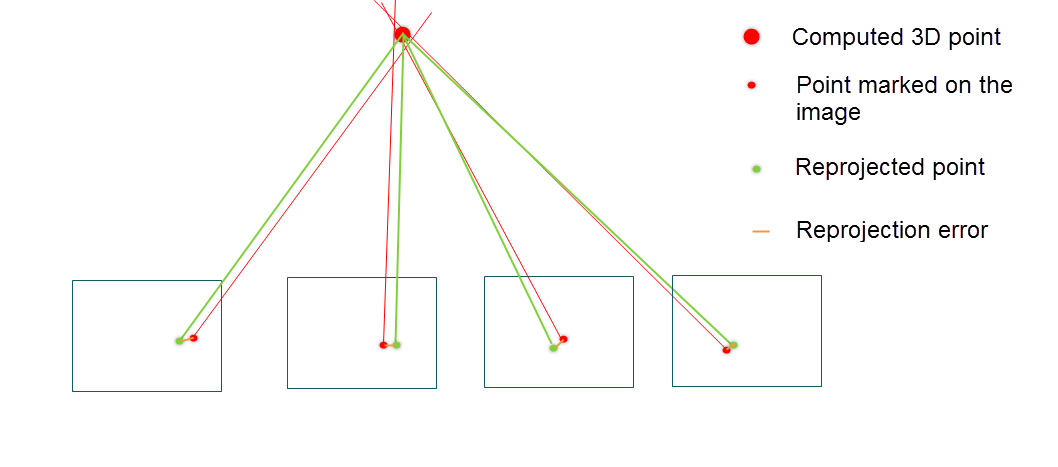 Computed 3D point
Point marked on the
image
Reprojected point
Reprojection error